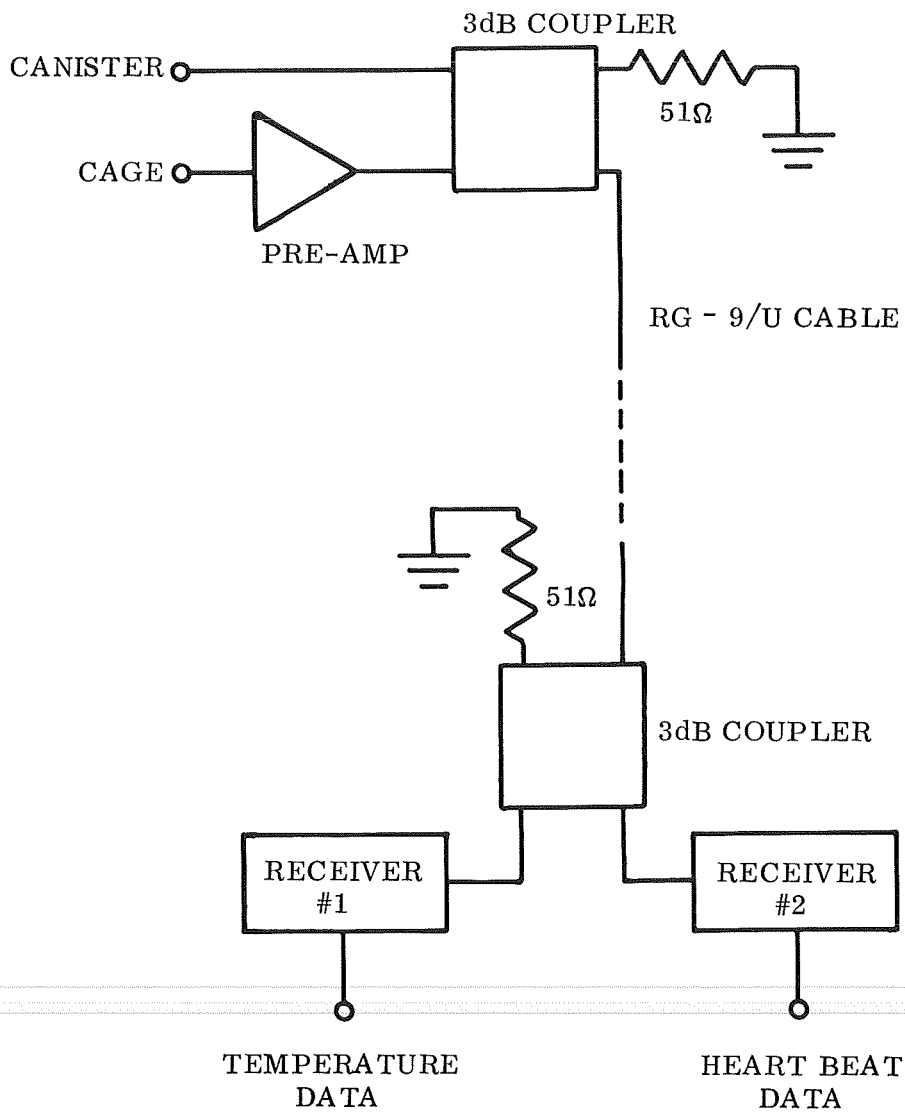 3dB COUPLER
CANISTER
51Ω
CAGE
PRE-AMP
RG - 9/U CABLE
51Ω
3dB COUPLER
RECEIVER
#1
RECEIVER
#2
TEMPERATURE
DATA
HEART BEAT
DATA